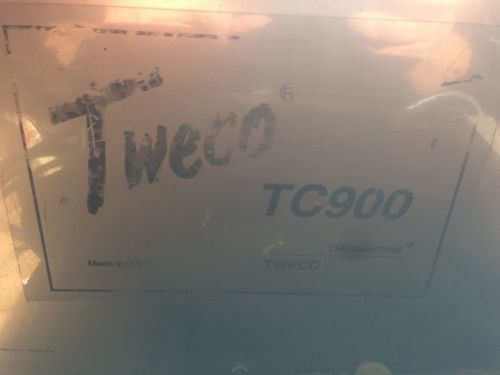 Tweco®
TC900
THERMADYNE®
Made in U.S.
TWECO